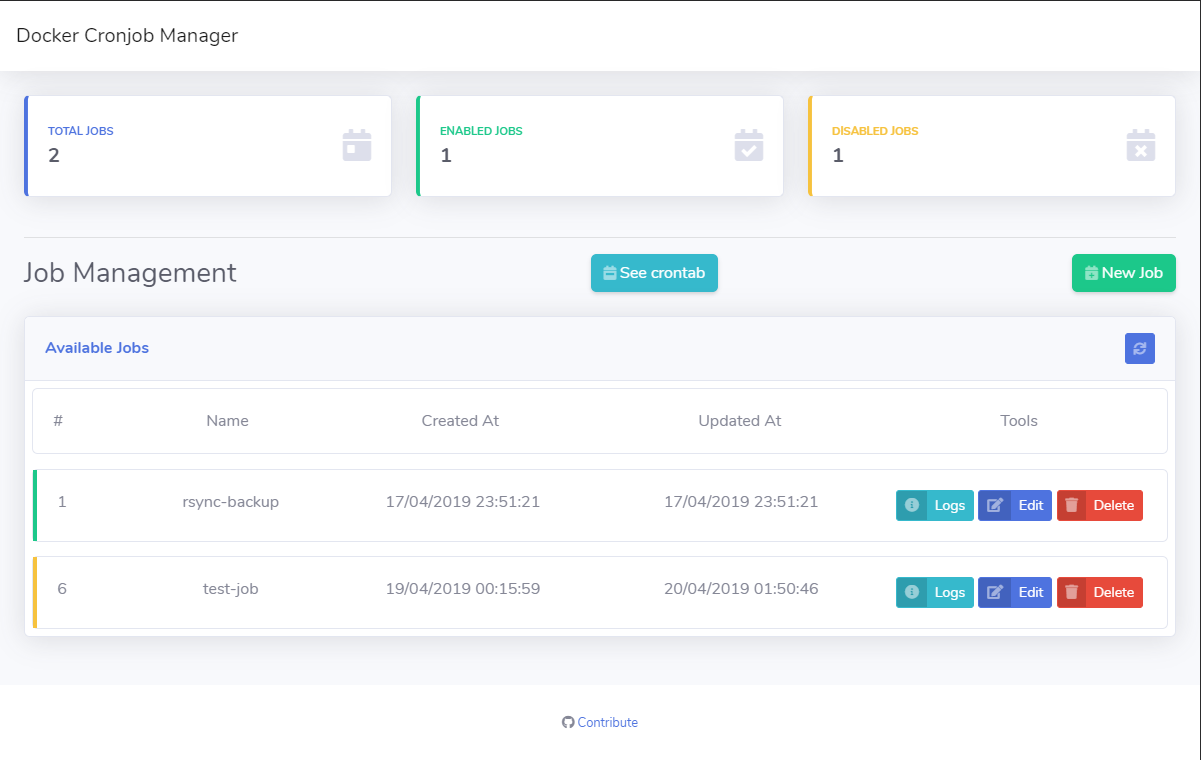 Docker Cronjob Manager
TOTAL JOBS
2
ENABLED JOBS
1
DISABLED JOBS
1
Job Management
See crontab
New Job
Available Jobs
# Name Created At Updated At Tools
1 rsync-backup 17/04/2019 23:51:21 17/04/2019 23:51:21 Logs Edit Delete
6 test-job 19/04/2019 00:15:59 20/04/2019 01:50:46 Logs Edit Delete
Contribute